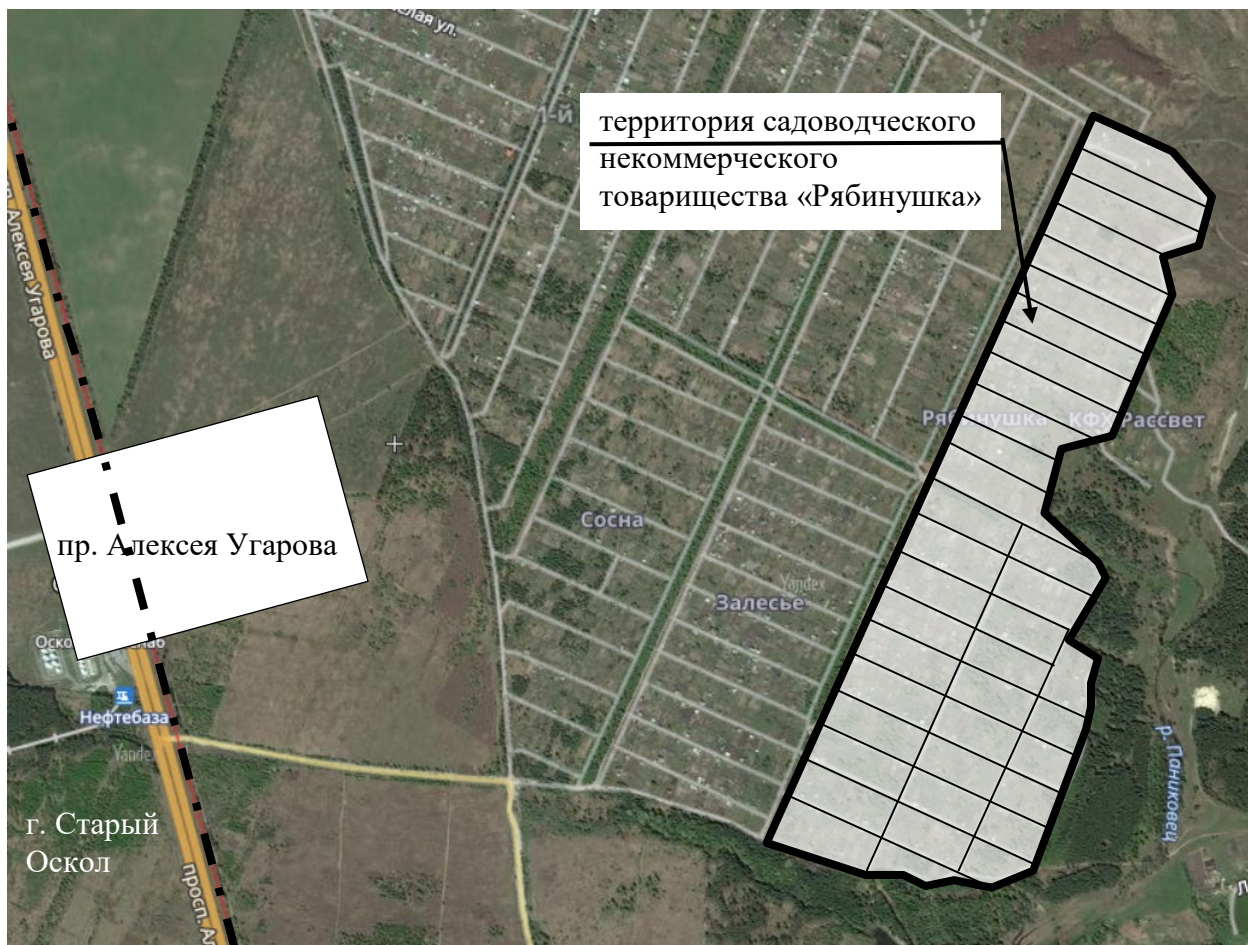 территория садоводческого
некоммерческого
товарищества «Рябинушка»
Алексея Угарова
Рябинушка
КФХ Рассвет
Сосна
пр. Алексея Угарова
Yandex
Залесье
Нефтебаза
Yandex
р. Паниковец
г. Старый
Оскол
просп.